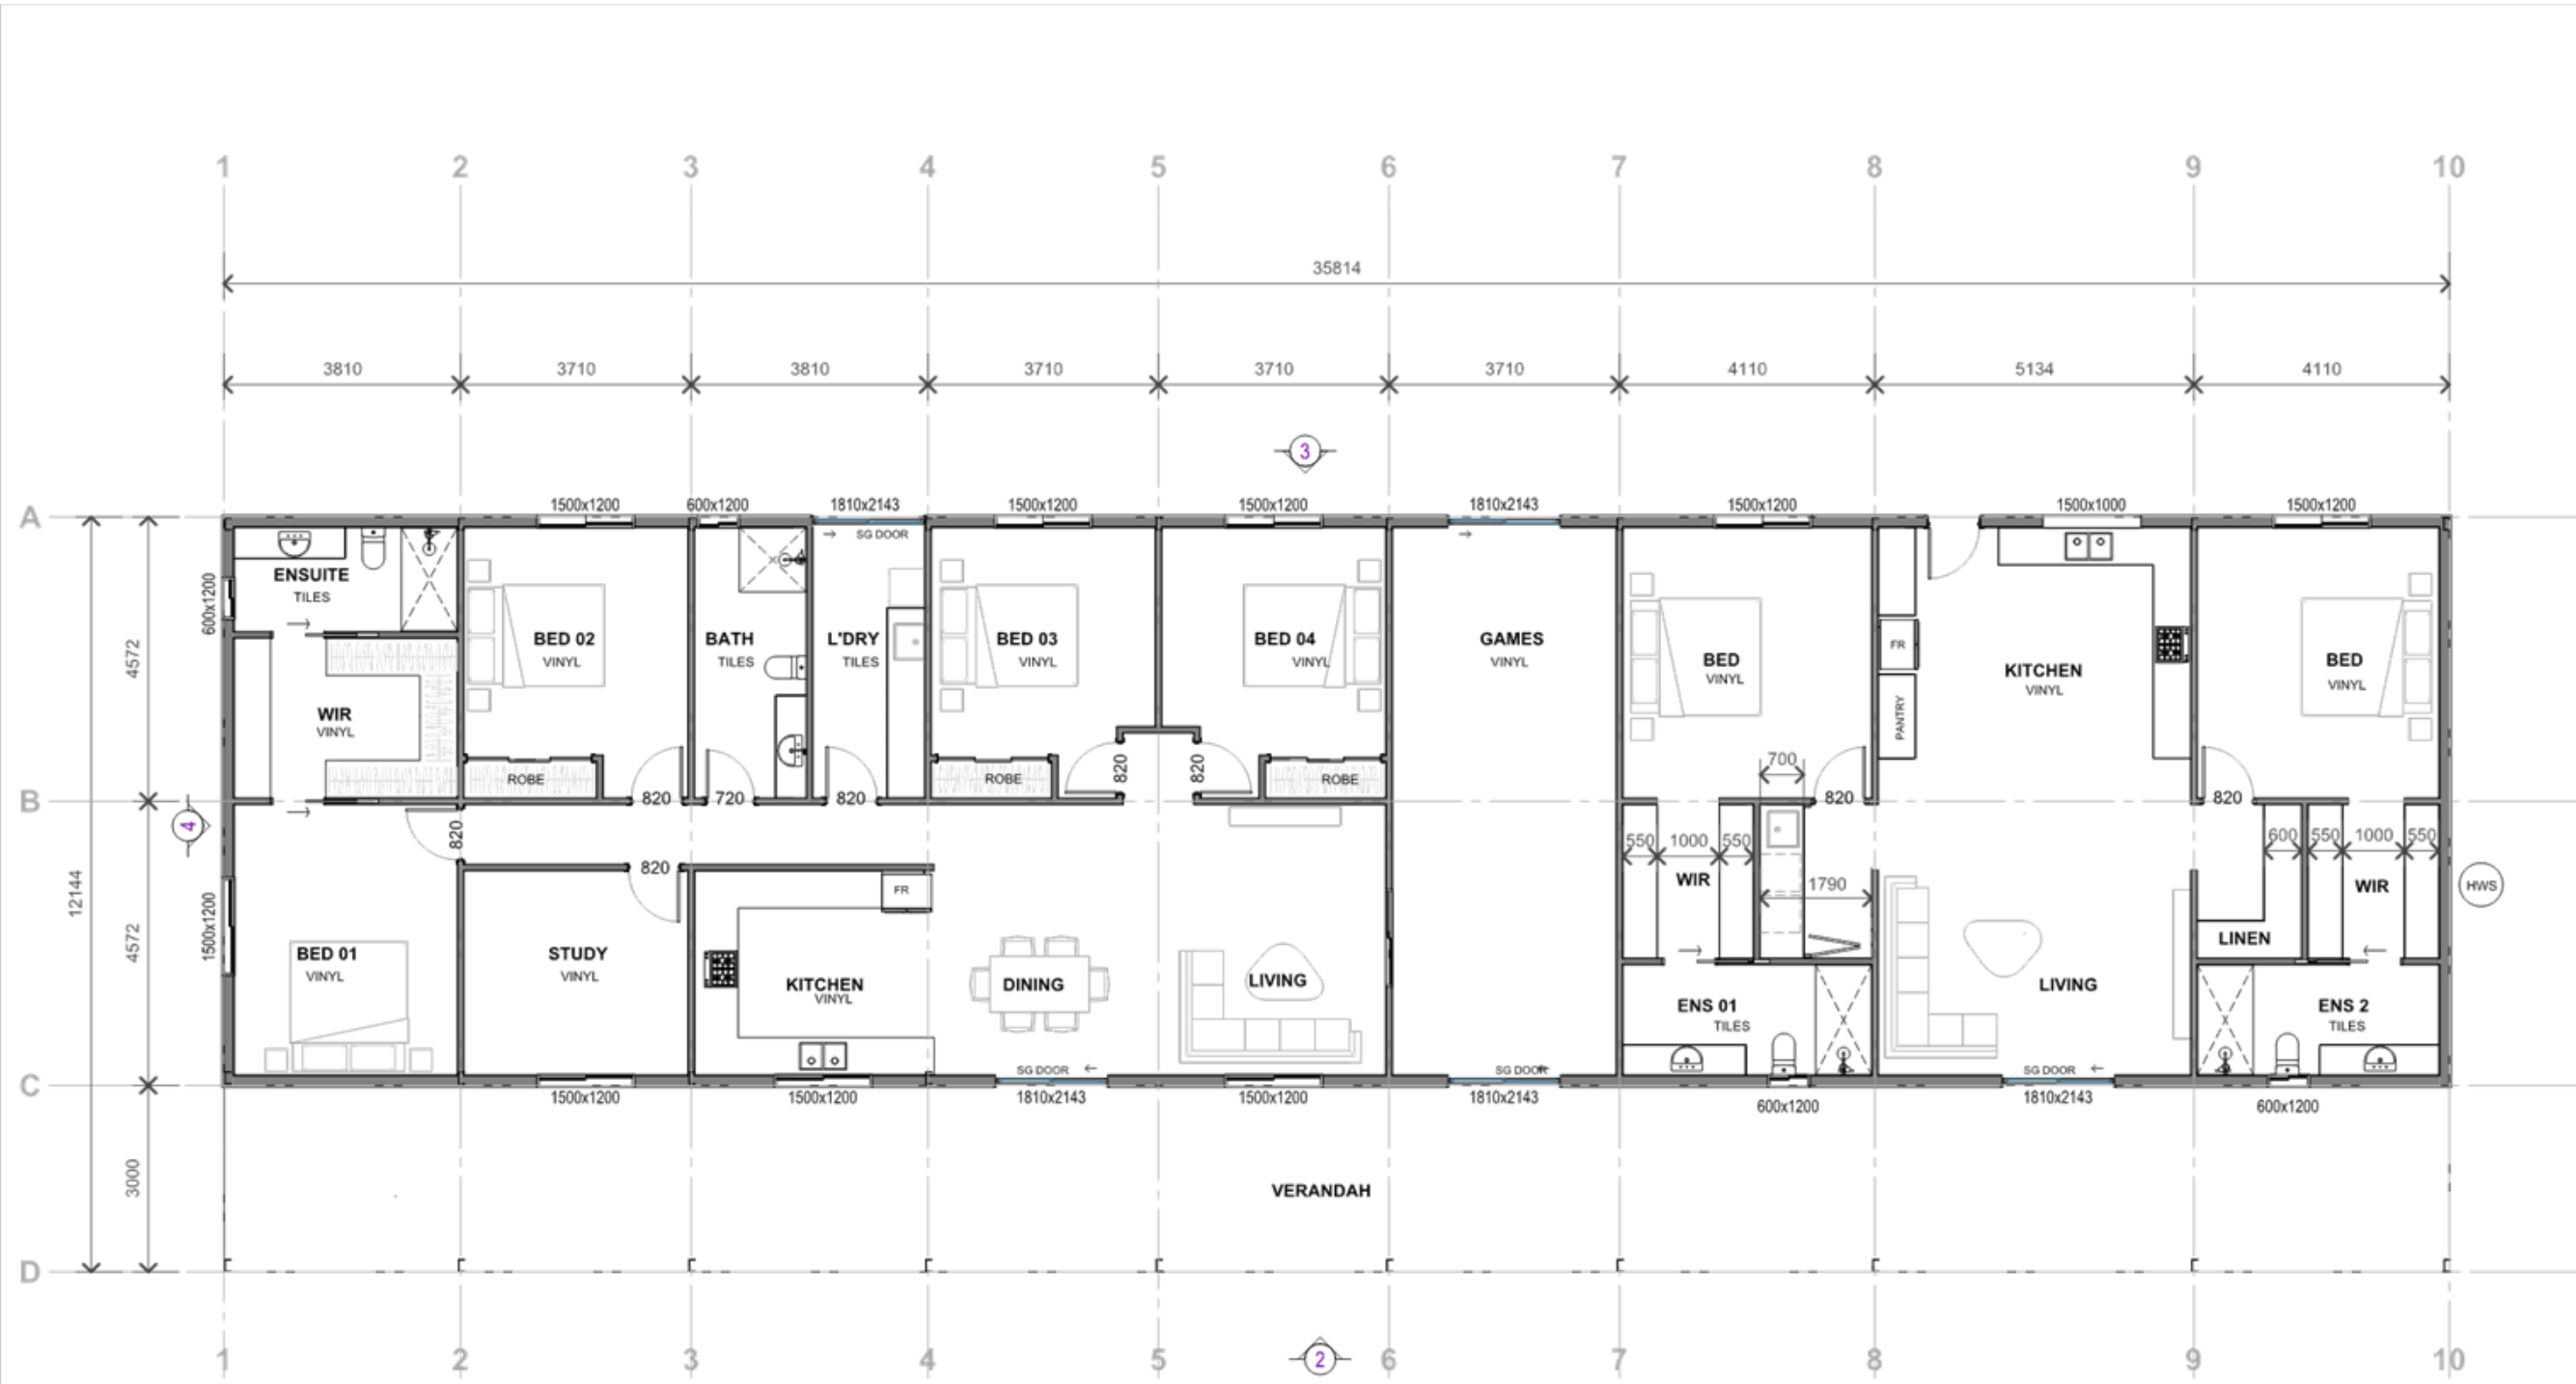 1 2 3 4 5 6 7 8 9 10
35814
3810 3710 3810 3710 3710 3710 4110 5134 4110
3
A
1500x1200 600x1200 1810x2143 1500x1200 1500x1200 1810x2143 1500x1200 1500x1000 1500x1200
SG DOOR
ENSUITE
TILES
600x1200
4572
BED 02
VINYL
BATH
TILES
L'DRY
TILES
BED 03
VINYL
BED 04
VINYL
GAMES
VINYL
BED
VINYL
FR
PANTRY
KITCHEN
VINYL
BED
VINYL
WIR
VINYL
ROBE
ROBE
820
820
ROBE
700
B
820 720 820 820 820
4
820
820
550 1000 550
600 550 1000 550
12144
4572
1500x1200
FR
WIR
1790
WIR
HWS
BED 01
VINYL
STUDY
VINYL
KITCHEN
VINYL
DINING
LIVING
LINEN
LIVING
ENS 01
TILES
ENS 2
TILES
SG DOOR
SG DOOR
SG DOOR
C
1500x1200 1500x1200 1810x2143 1500x1200 1810x2143 600x1200 1810x2143 600x1200
3000
VERANDAH
D
2
1 2 3 4 5 6 7 8 9 10